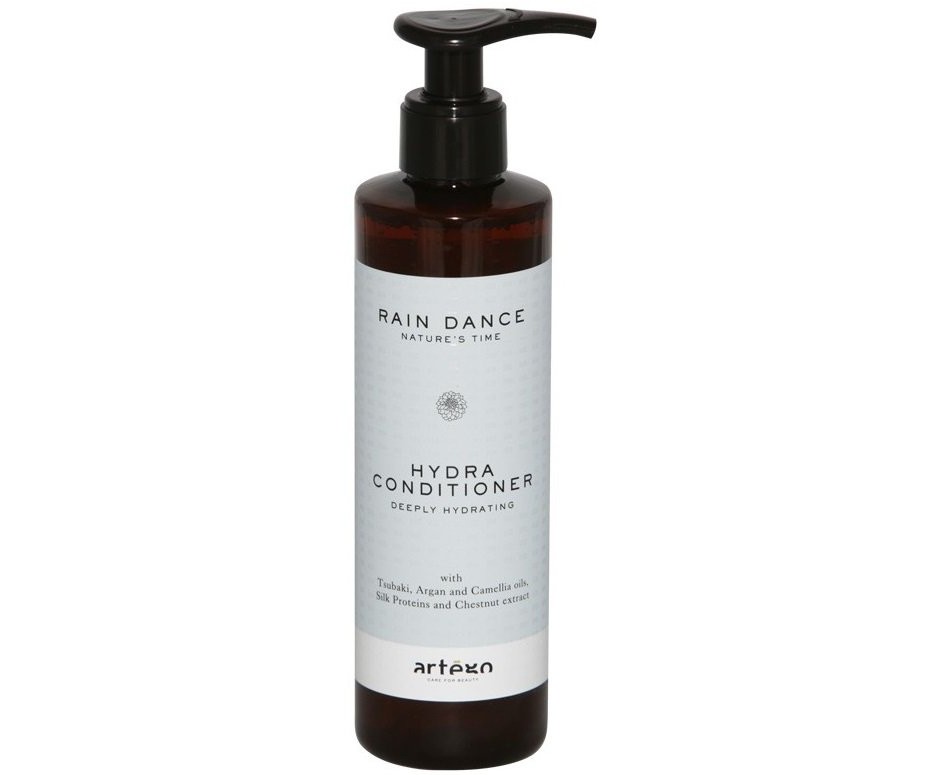 RAIN DANCE
NATURE'S TIME
HYDRA
CONDITIONER
DEEPLY HYDRATING
with
Tsubaki, Argan and Camellia oils,
Silk Proteins and Chestnut extract
artēgo
CARE FOR BEAUTY